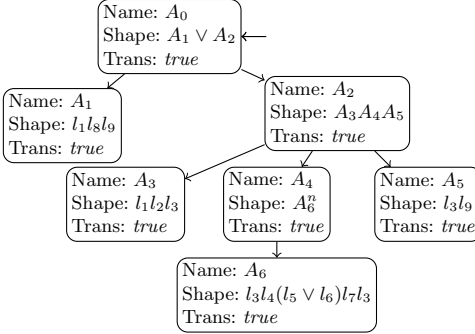 Name: A₀
Shape: A₁ ∨ A₂
Trans: true
Name: A₁
Shape: l₁l₈l₉
Trans: true
Name: A₂
Shape: A₃A₄A₅
Trans: true
Name: A₃
Shape: l₁l₂l₃
Trans: true
Name: A₄
Shape: A₆ⁿ
Trans: true
Name: A₅
Shape: l₃l₉
Trans: true
Name: A₆
Shape: l₃l₄(l₅ ∨ l₆)l₇l₃
Trans: true